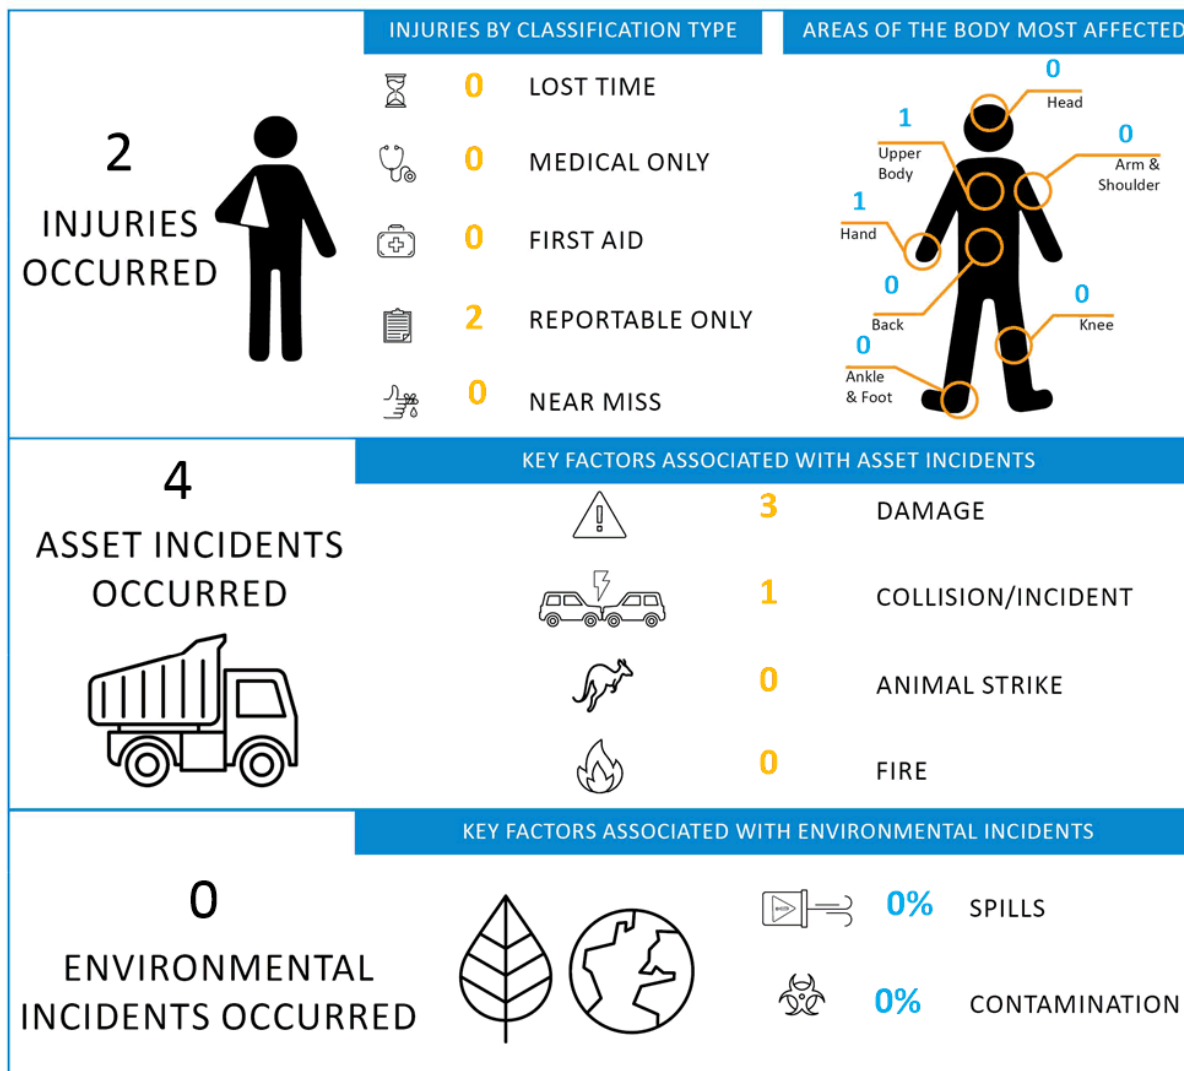 2
INJURIES
OCCURRED
INJURIES BY CLASSIFICATION TYPE
0 LOST TIME
0 MEDICAL ONLY
0 FIRST AID
2 REPORTABLE ONLY
0 NEAR MISS
AREAS OF THE BODY MOST AFFECTED
0
Head
1
Upper
Body
0
Arm &
Shoulder
1
Hand
0
Back
0
Knee
0
Ankle
& Foot
4
ASSET INCIDENTS
OCCURRED
KEY FACTORS ASSOCIATED WITH ASSET INCIDENTS
3 DAMAGE
1 COLLISION/INCIDENT
0 ANIMAL STRIKE
0 FIRE
0
ENVIRONMENTAL
INCIDENTS OCCURRED
KEY FACTORS ASSOCIATED WITH ENVIRONMENTAL INCIDENTS
0% SPILLS
0% CONTAMINATION